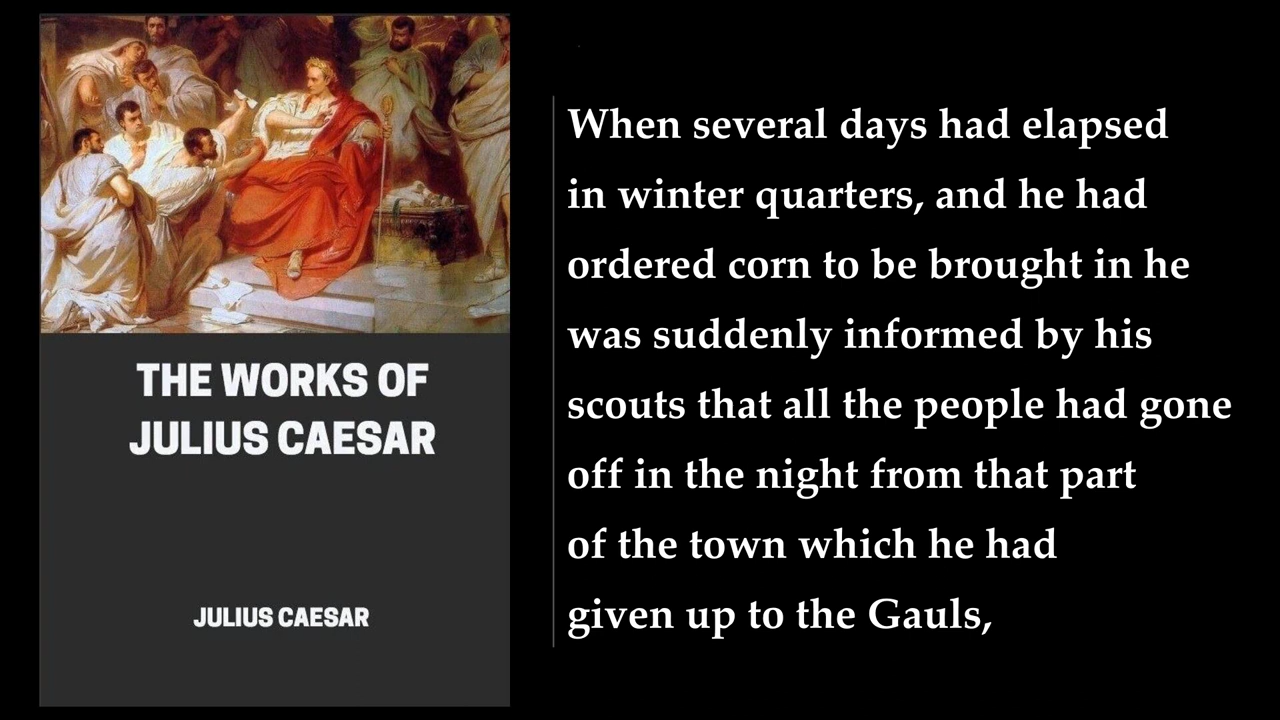 THE WORKS OF
JULIUS CAESAR
JULIUS CAESAR
When several days had elapsed
in winter quarters, and he had
ordered corn to be brought in he
was suddenly informed by his
scouts that all the people had gone
off in the night from that part
of the town which he had
given up to the Gauls,